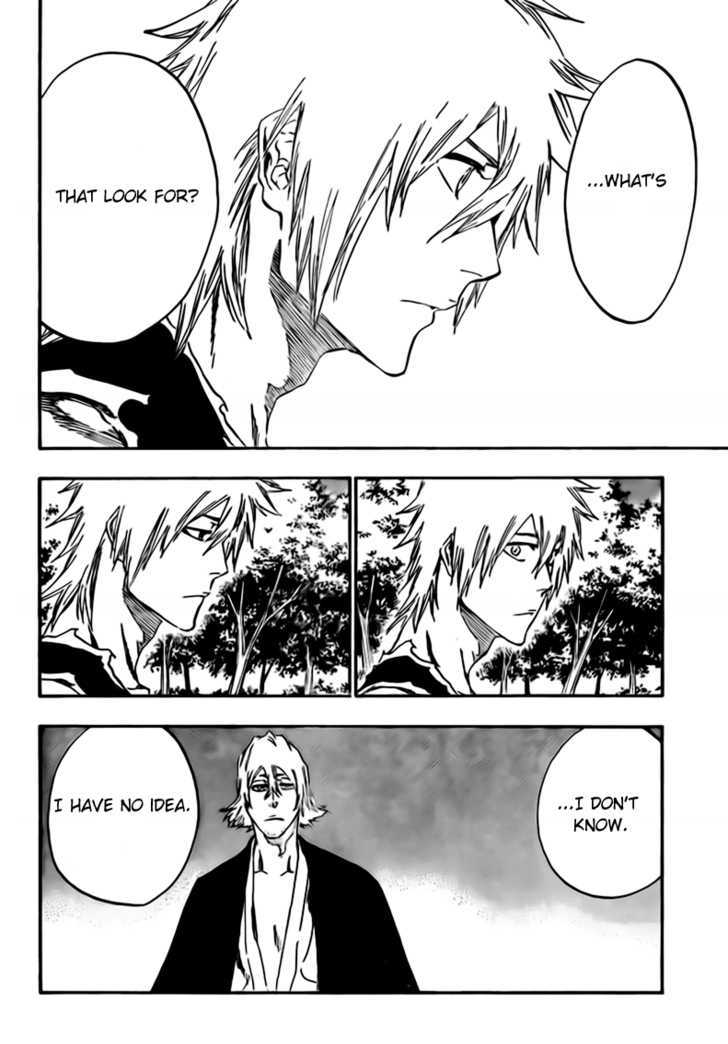 ...WHAT'S
THAT LOOK FOR?
...I DON'T
KNOW.
I HAVE NO IDEA.